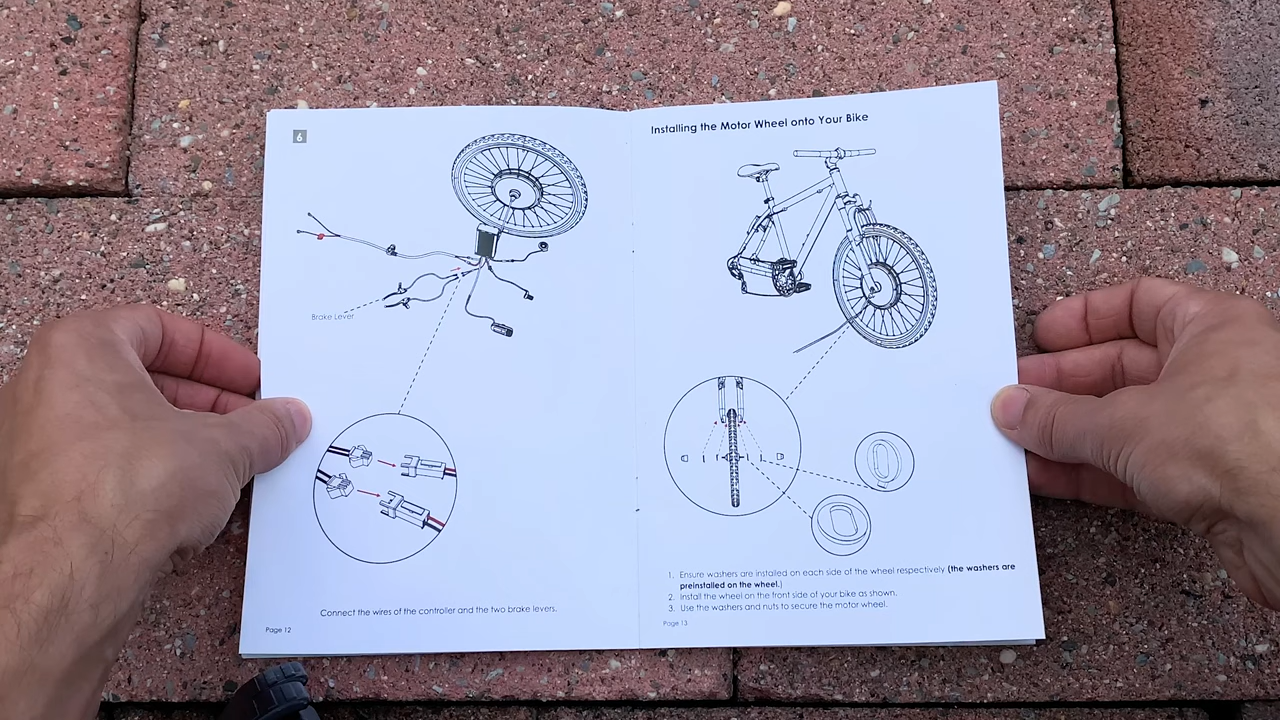 6
Brake Lever
Connect the wires of the controller and the two brake levers.
Page 12
Installing the Motor Wheel onto Your Bike
1. Ensure washers are installed on each side of the wheel respectively (the washers are
preinstalled on the wheel.)
2. Install the wheel on the front side of your bike as shown.
3. Use the washers and nuts to secure the motor wheel.
Page 13